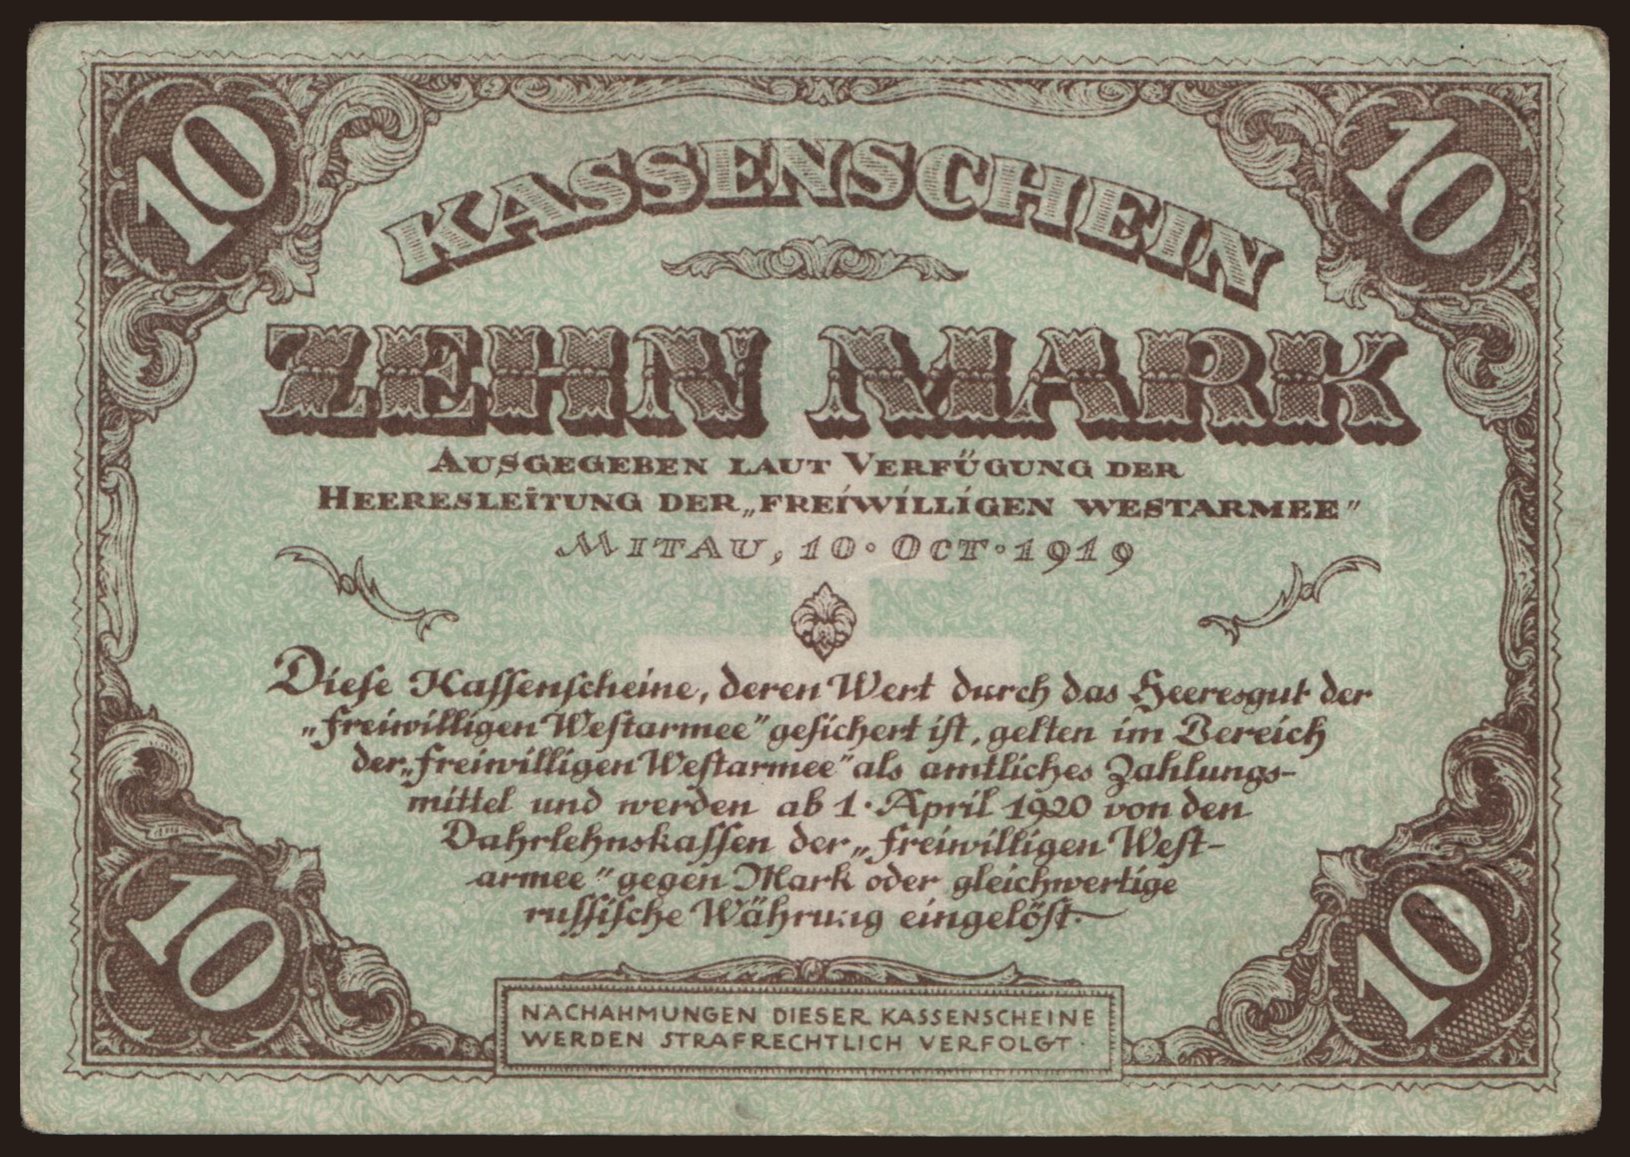 10 10
KASSENSCHEIN
ZEHN MARK
AUSGEGEBEN LAUT VERFÜGUNG DER
HEERESLEITUNG DER „FREIWILLIGEN WESTARMEE"
MITAU, 10. OCT. 1919
Dieſe Kaſſenſcheine, deren Wert durch das Heeresgut der
„Freiwilligen Weſtarmee" geſichert iſt, gelten im Bereich
der „Freiwilligen Weſtarmee" als amtliches Zahlungs-
mittel und werden ab 1. April 1920 von den
Dahrlehnskaſſen der „Freiwilligen Weſt-
armee" gegen Mark oder gleichwertige
ruſſiſche Währung eingelöſt.
10 10
NACHAHMUNGEN DIESER KASSENSCHEINE
WERDEN STRAFRECHTLICH VERFOLGT.